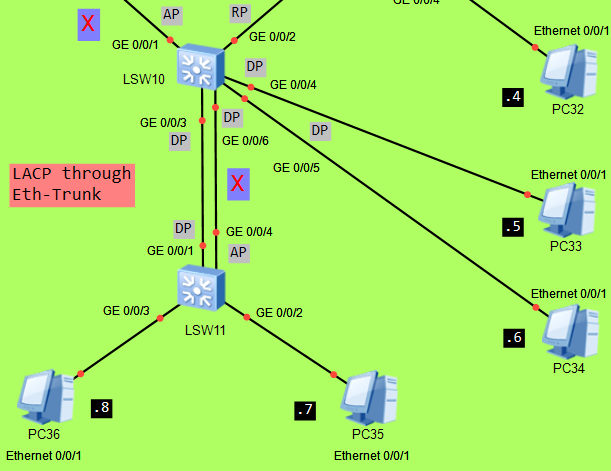 GE 0/0/4
AP
RP
X
Ethernet 0/0/1
GE 0/0/1
GE 0/0/2
LSW10
DP
GE 0/0/4
.4
PC32
GE 0/0/3
DP
GE 0/0/6
DP
DP
GE 0/0/5
Ethernet 0/0/1
LACP through
Eth-Trunk
X
.5
PC33
DP
GE 0/0/4
GE 0/0/1
AP
Ethernet 0/0/1
GE 0/0/3
GE 0/0/2
LSW11
.6
PC34
.8
.7
PC36
PC35
Ethernet 0/0/1
Ethernet 0/0/1